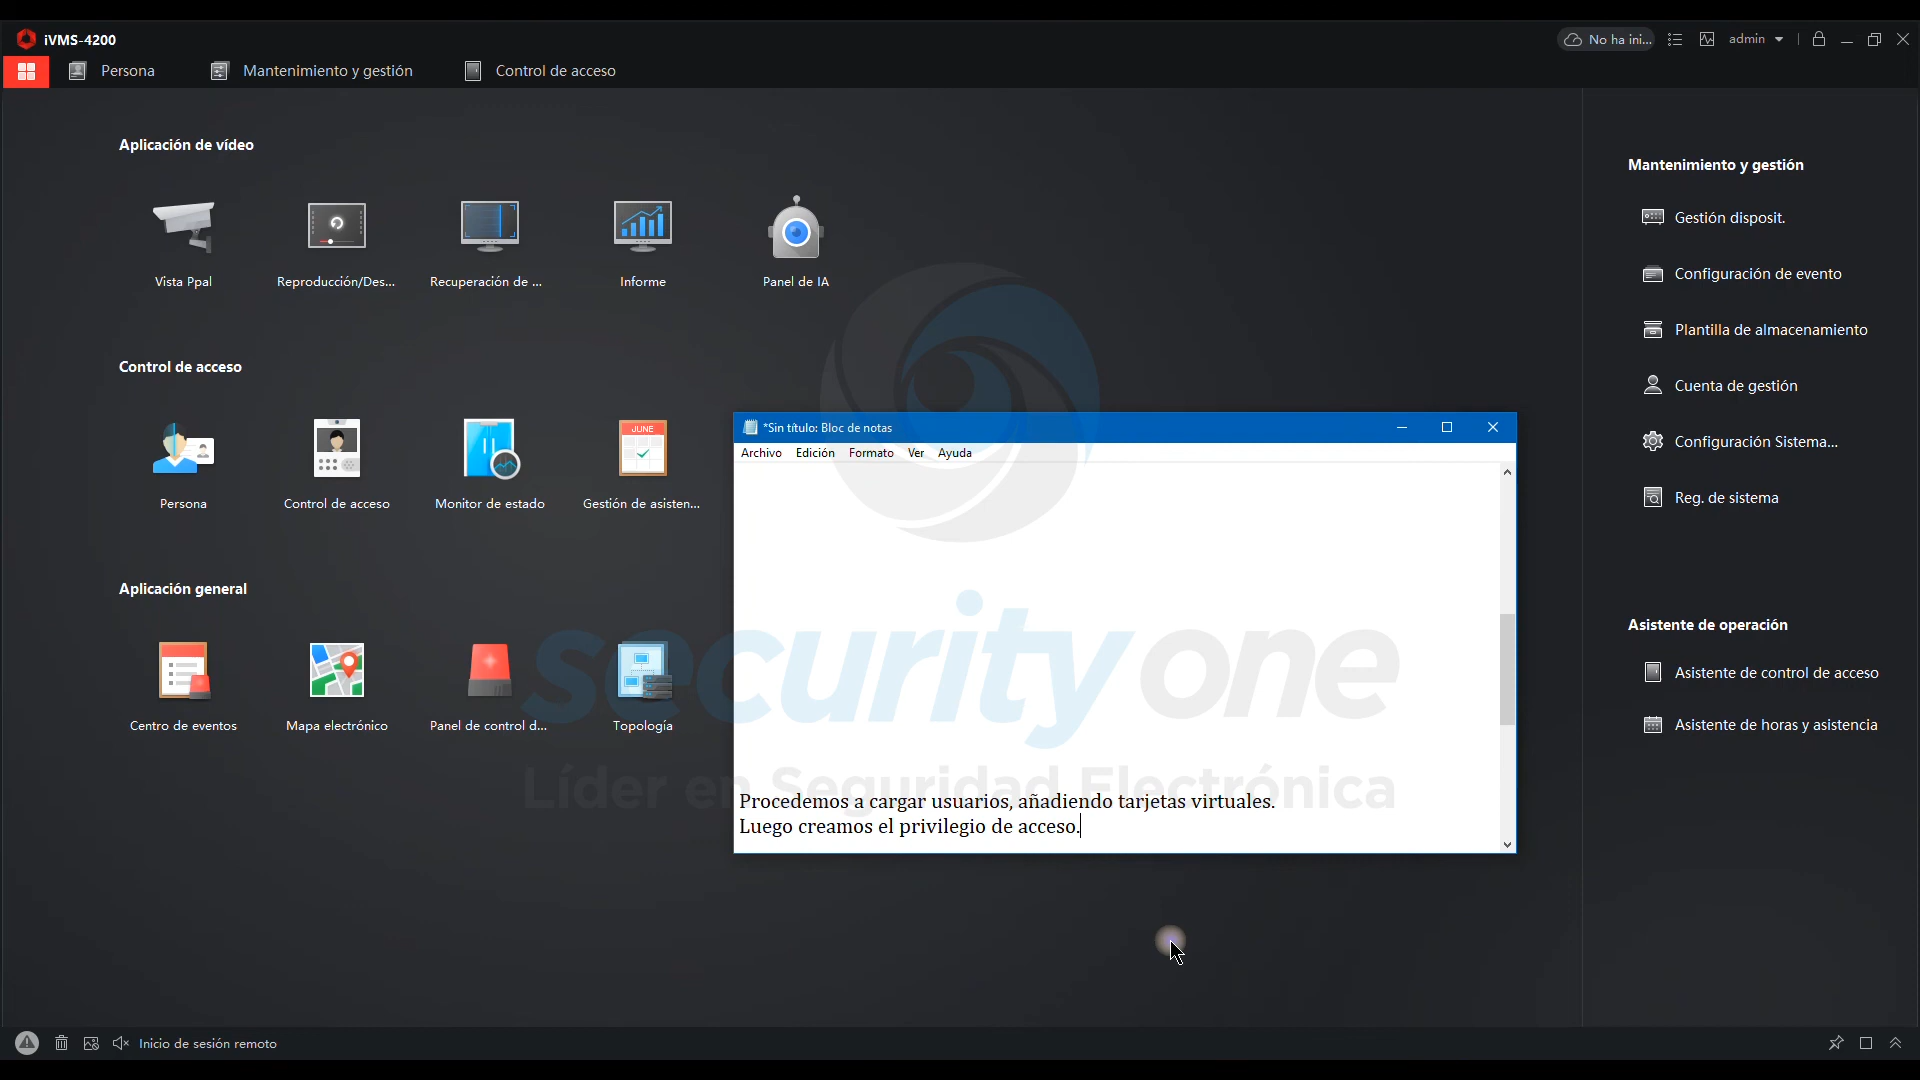 iVMS-4200
No ha ini...
admin
Persona
Mantenimiento y gestión
Control de acceso
Aplicación de vídeo
Vista Ppal
Reproducción/Des...
Recuperación de ...
Informe
Panel de IA
Control de acceso
JUNE
Persona
Control de acceso
Monitor de estado
Gestión de asisten...
Aplicación general
Centro de eventos
Mapa electrónico
Panel de control d...
Topología
*Sin título: Bloc de notas
Archivo Edición Formato Ver Ayuda
Procedemos a cargar usuarios, añadiendo tarjetas virtuales.
Luego creamos el privilegio de acceso.
security one
Líder en Seguridad Electrónica
Mantenimiento y gestión
Gestión disposit.
Configuración de evento
Plantilla de almacenamiento
Cuenta de gestión
Configuración Sistema...
Reg. de sistema
Asistente de operación
Asistente de control de acceso
Asistente de horas y asistencia
Inicio de sesión remoto